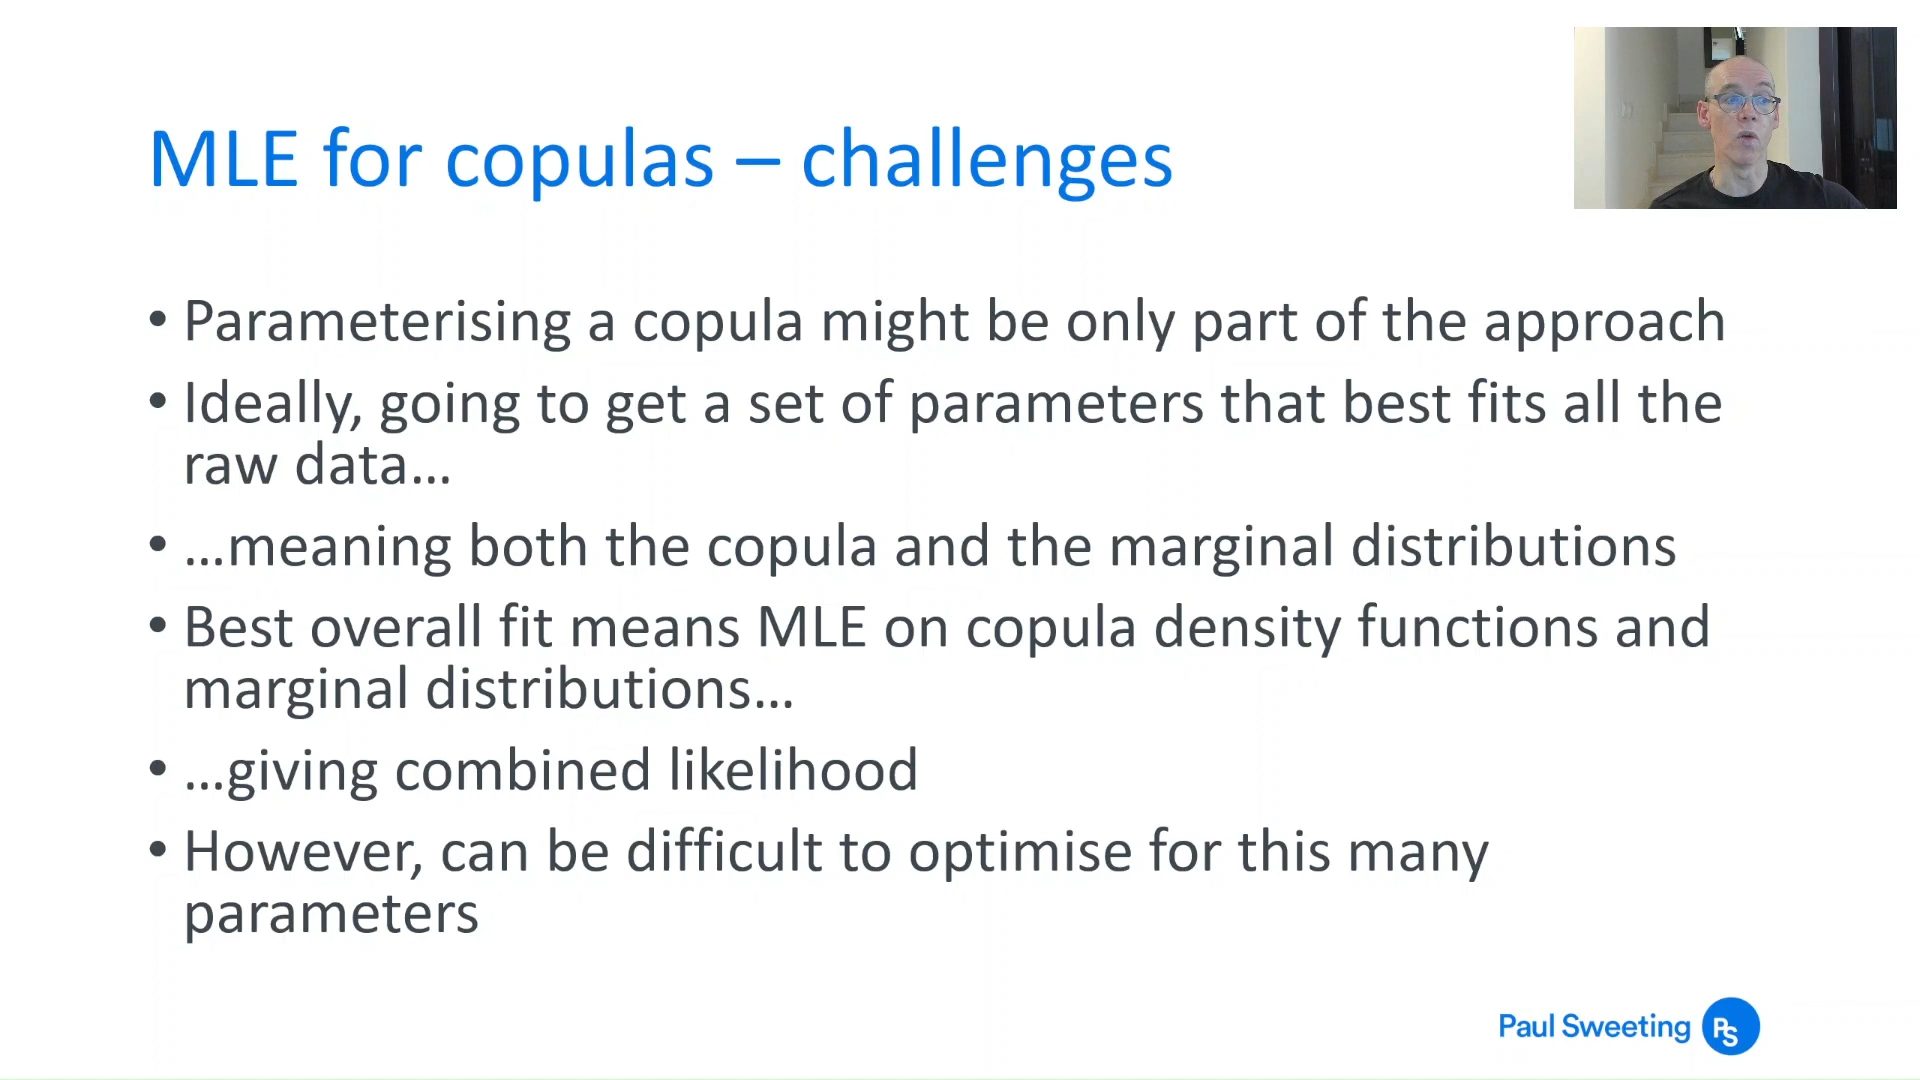 MLE for copulas – challenges
• Parameterising a copula might be only part of the approach
• Ideally, going to get a set of parameters that best fits all the
raw data…
• …meaning both the copula and the marginal distributions
• Best overall fit means MLE on copula density functions and
marginal distributions…
• …giving combined likelihood
• However, can be difficult to optimise for this many
parameters
Paul Sweeting PS